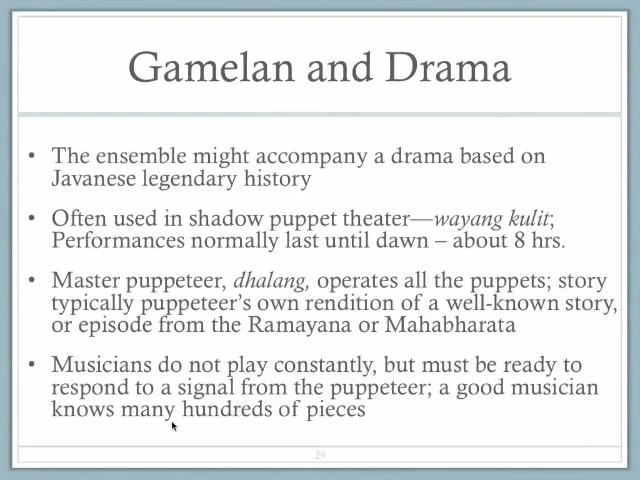 Gamelan and Drama
• The ensemble might accompany a drama based on
Javanese legendary history
• Often used in shadow puppet theater—wayang kulit;
Performances normally last until dawn – about 8 hrs.
• Master puppeteer, dhalang, operates all the puppets; story
typically puppeteer's own rendition of a well-known story,
or episode from the Ramayana or Mahabharata
• Musicians do not play constantly, but must be ready to
respond to a signal from the puppeteer; a good musician
knows many hundreds of pieces
29